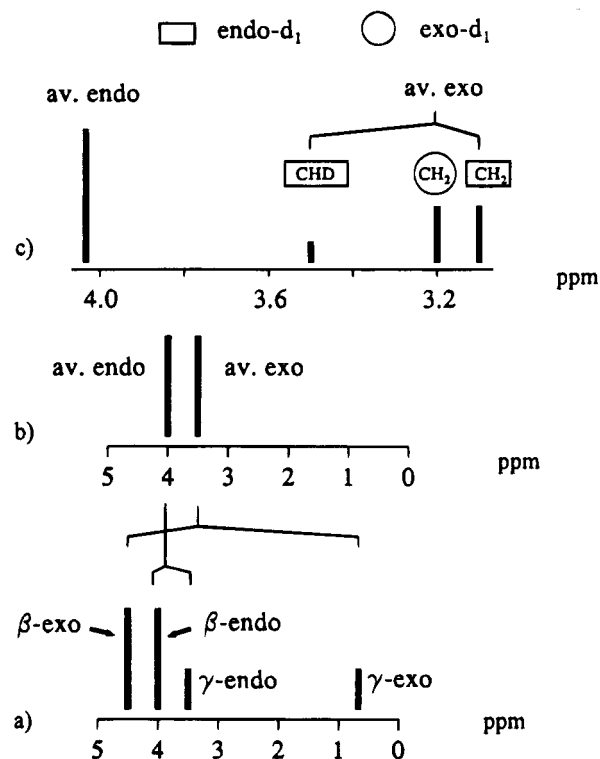 endo-d₁ exo-d₁
av. endo av. exo
CHD CH₂ CH₂
c)
4.0 3.6 3.2 ppm
av. endo av. exo
b)
5 4 3 2 1 0 ppm
β-exo β-endo
γ-endo γ-exo
a)
5 4 3 2 1 0 ppm